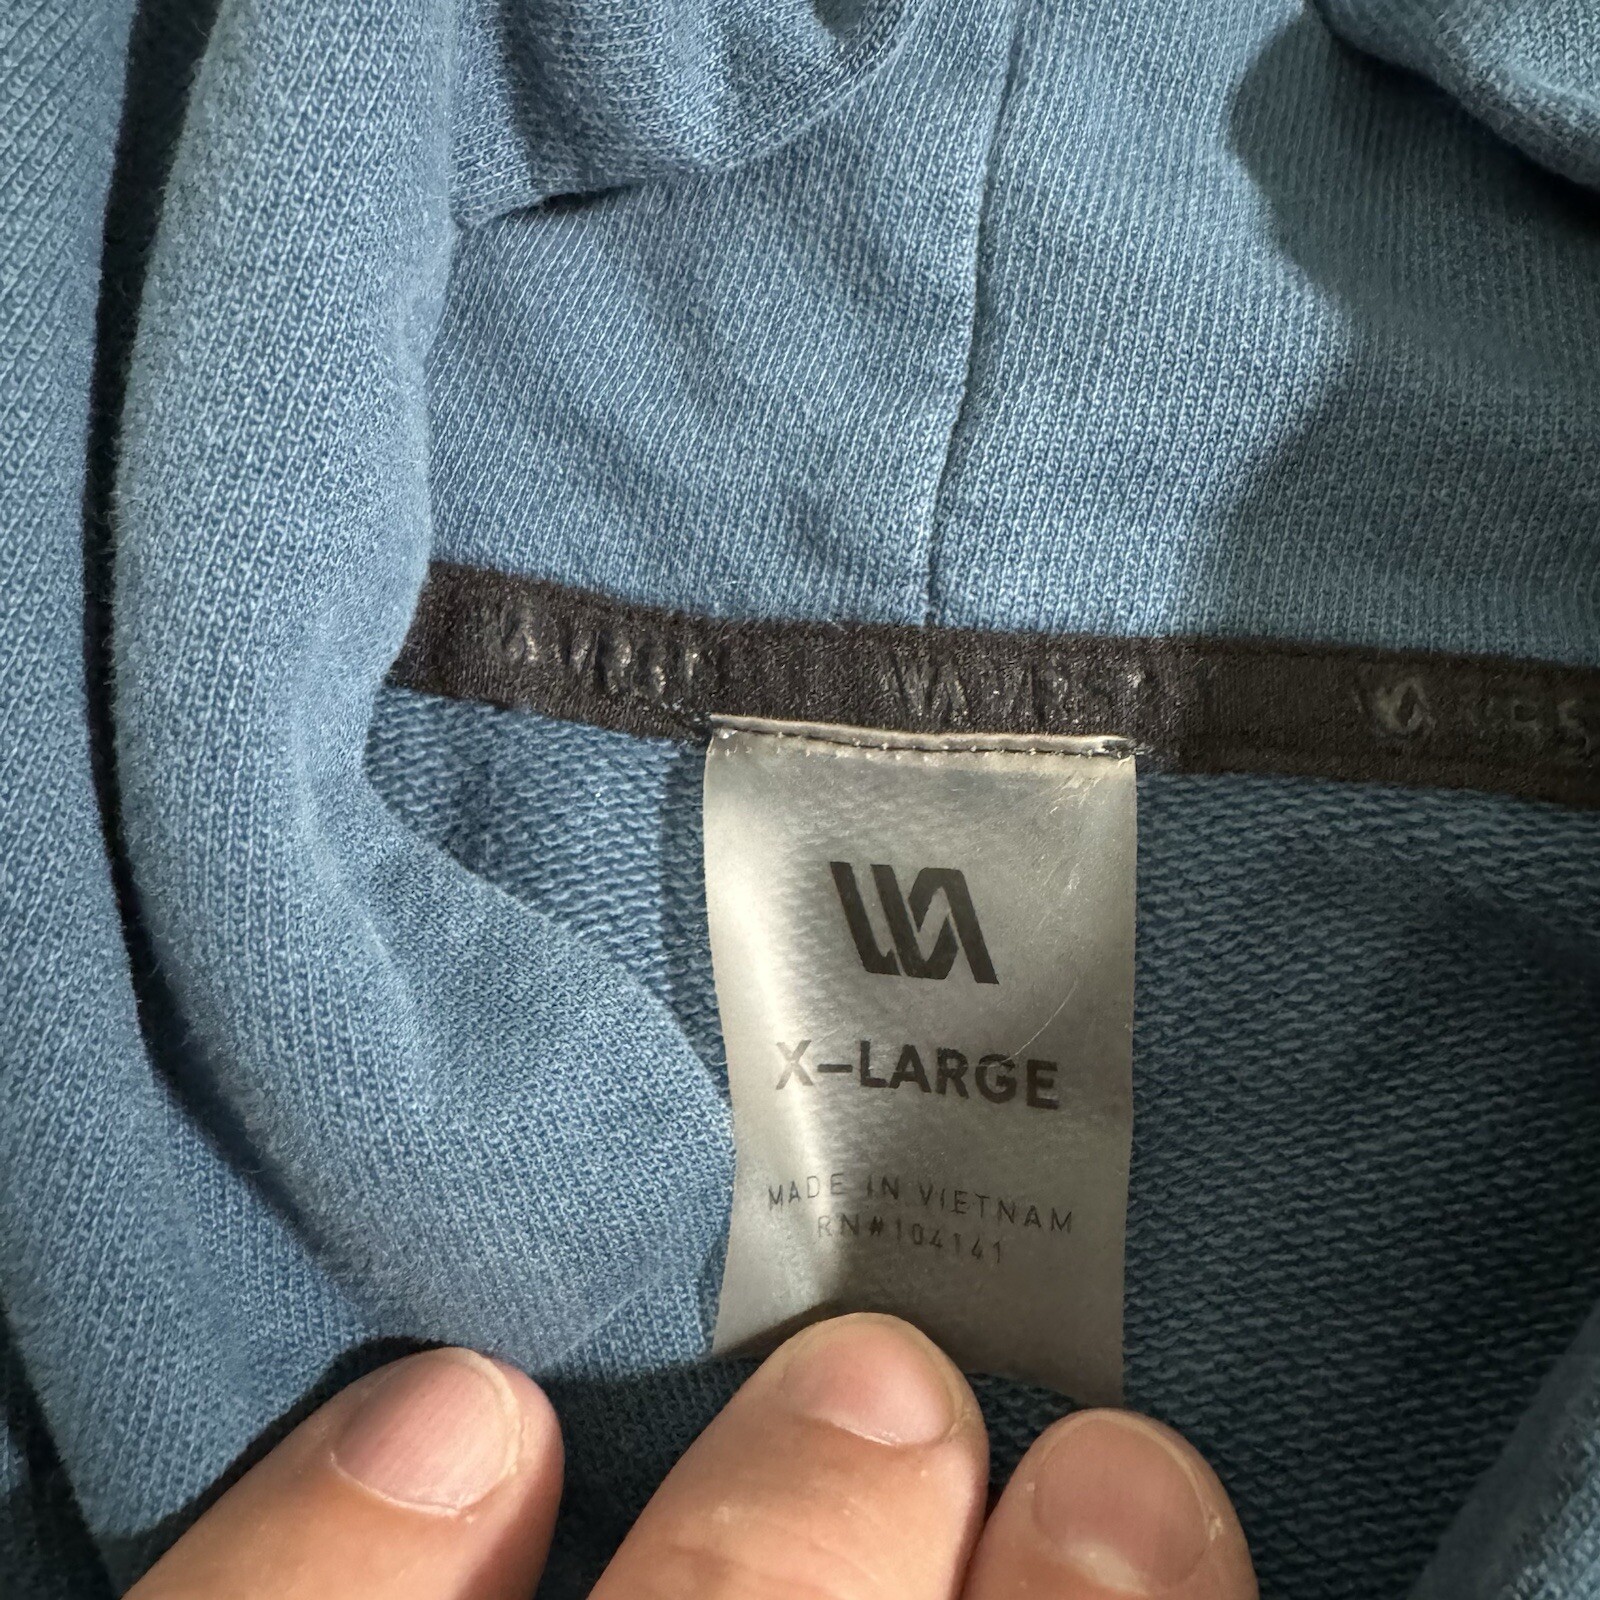 X-LARGE
MADE IN VIETNAM
RN#104141